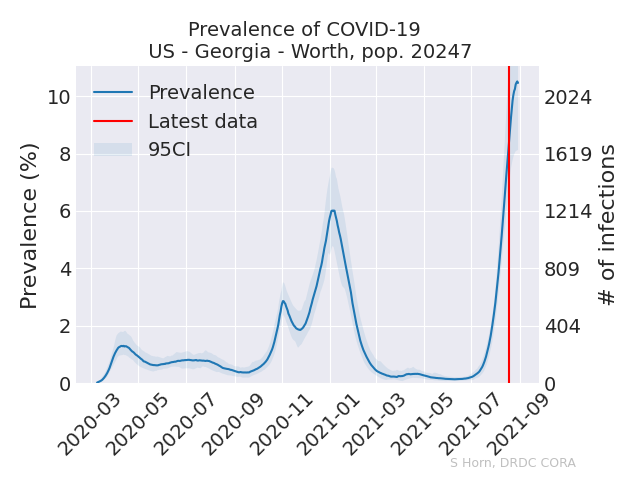 Prevalence of COVID-19
US - Georgia - Worth, pop. 20247
Prevalence
Latest data
95CI
Prevalence (%)
10
8
6
4
2
0
2024
1619
1214
809
404
0
# of infections
2020-03
2020-05
2020-07
2020-09
2020-11
2021-01
2021-03
2021-05
2021-07
2021-09
S Horn, DRDC CORA